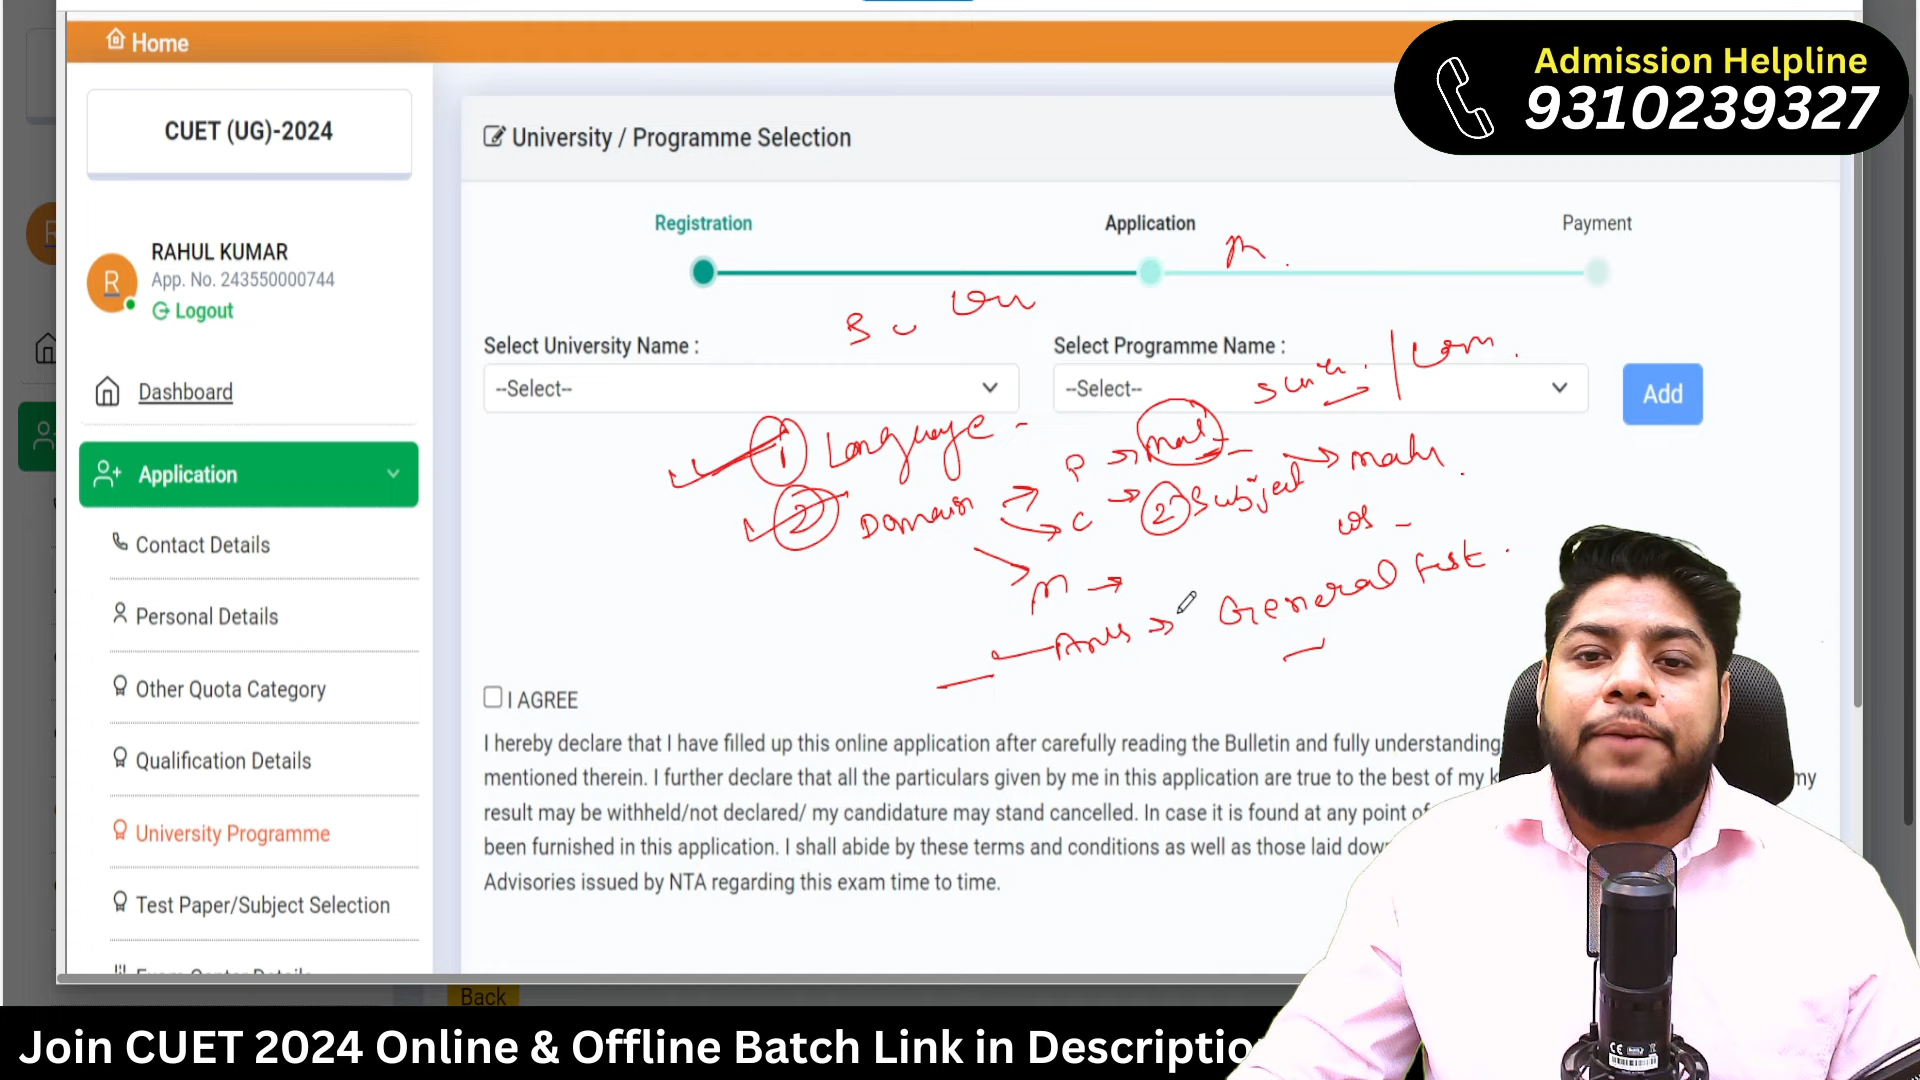 Home
Admission Helpline
9310239327
CUET (UG)-2024
University / Programme Selection
Registration
Application
Payment
RAHUL KUMAR
App. No. 243550000744
R
Logout
Select University Name :
Select Programme Name :
--Select--
--Select--
Add
Dashboard
Application
1 Language -
2 Domain
P
C
2 Subject
M
Arts
General Test
Contact Details
Personal Details
Other Quota Category
Qualification Details
University Programme
Test Paper/Subject Selection
I AGREE
I hereby declare that I have filled up this online application after carefully reading the Bulletin and fully understanding
mentioned therein. I further declare that all the particulars given by me in this application are true to the best of my
my
result may be withheld/not declared/ my candidature may stand cancelled. In case it is found at any point
been furnished in this application. I shall abide by these terms and conditions as well as those laid
Advisories issued by NTA regarding this exam time to time.
Back
Join CUET 2024 Online & Offline Batch Link in